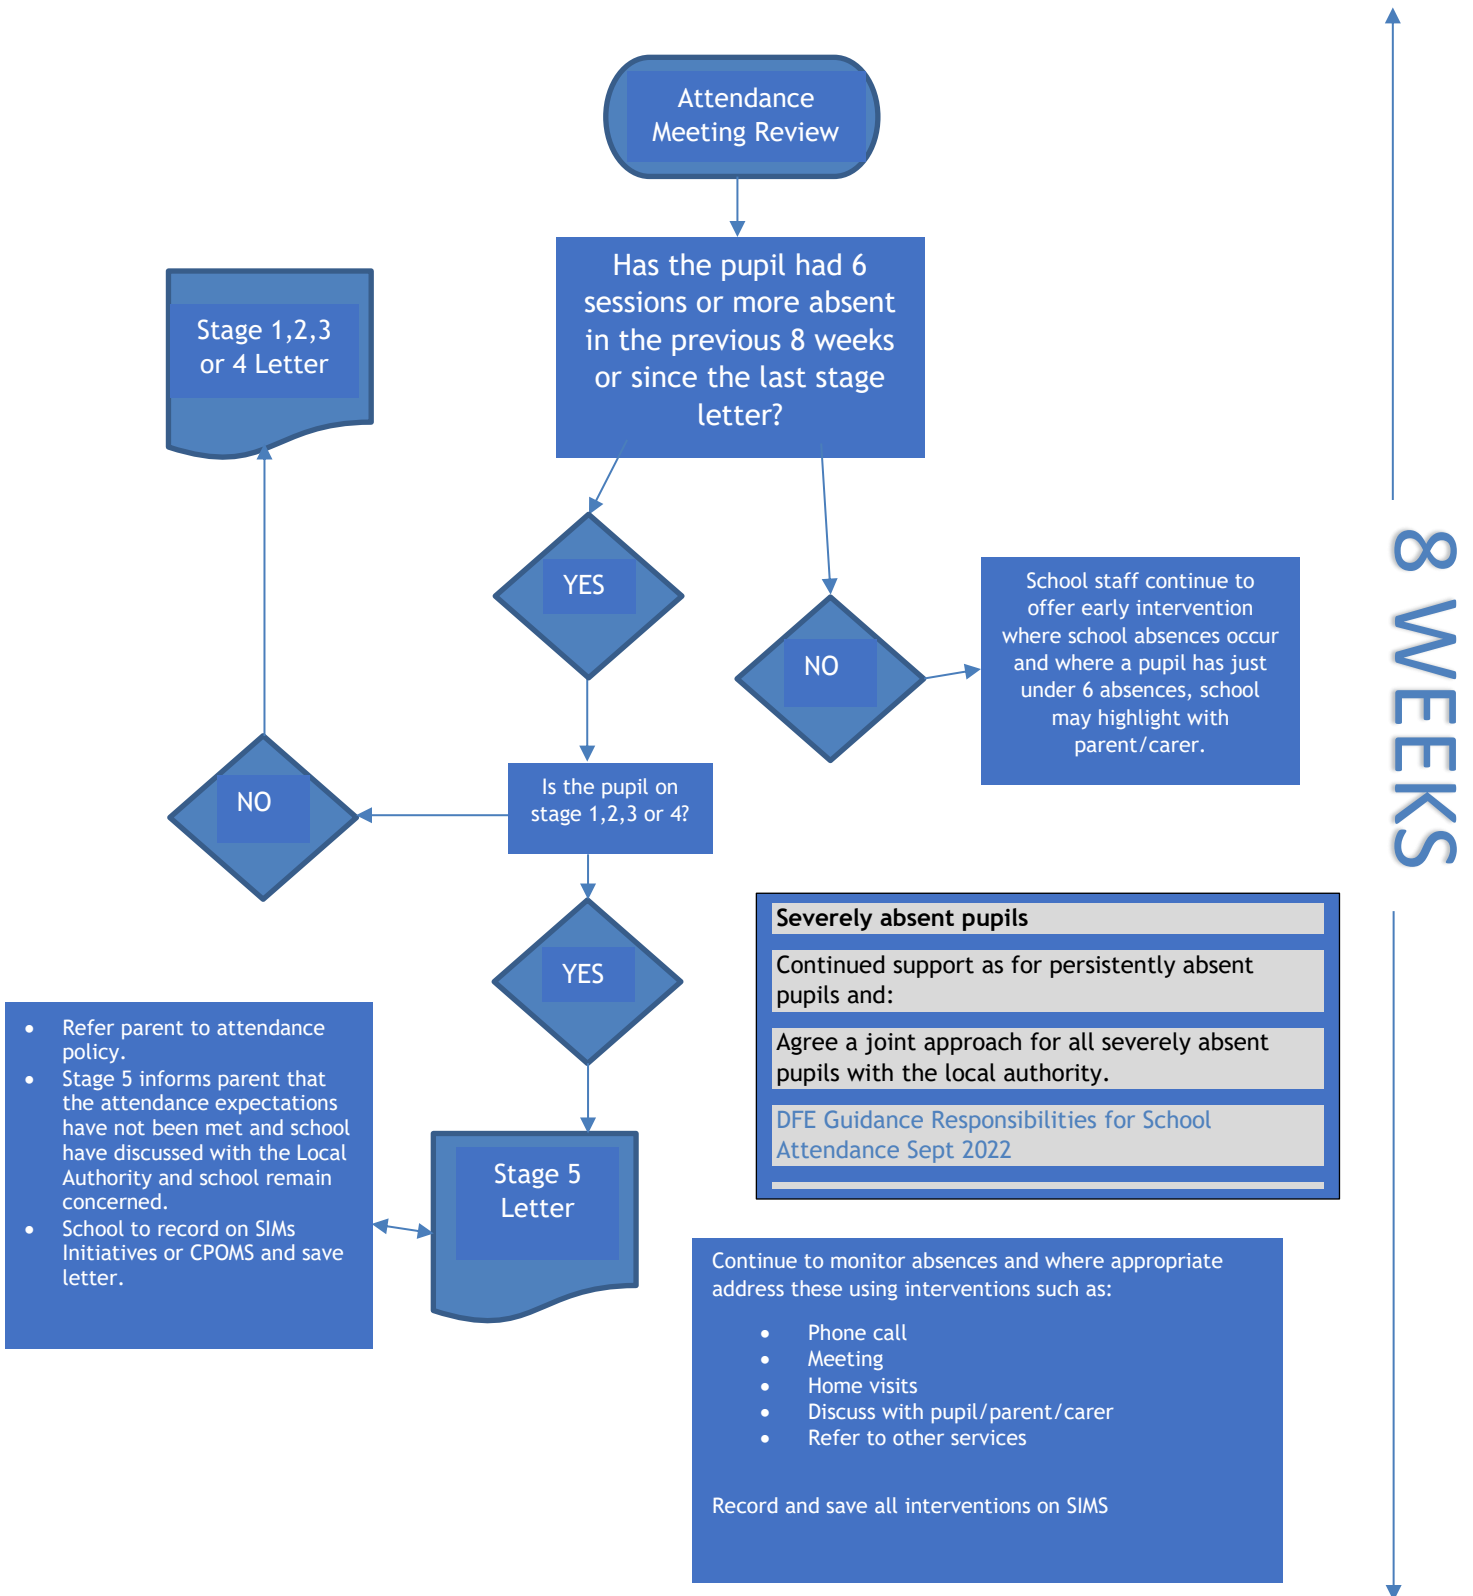 Attendance
Meeting Review
Has the pupil had 6
sessions or more absent
in the previous 8 weeks
or since the last stage
letter?
Stage 1,2,3
or 4 Letter
YES
NO
School staff continue to
offer early intervention
where school absences occur
and where a pupil has just
under 6 absences, school
may highlight with
parent/carer.
8 WEEKS
Is the pupil on
stage 1,2,3 or 4?
NO
YES
Severely absent pupils
Continued support as for persistently absent
pupils and:
Agree a joint approach for all severely absent
pupils with the local authority.
DFE Guidance Responsibilities for School
Attendance Sept 2022
• Refer parent to attendance
policy.
• Stage 5 informs parent that
the attendance expectations
have not been met and school
have discussed with the Local
Authority and school remain
concerned.
• School to record on SIMs
Initiatives or CPOMS and save
letter.
Stage 5
Letter
Continue to monitor absences and where appropriate
address these using interventions such as:
• Phone call
• Meeting
• Home visits
• Discuss with pupil/parent/carer
• Refer to other services
Record and save all interventions on SIMS